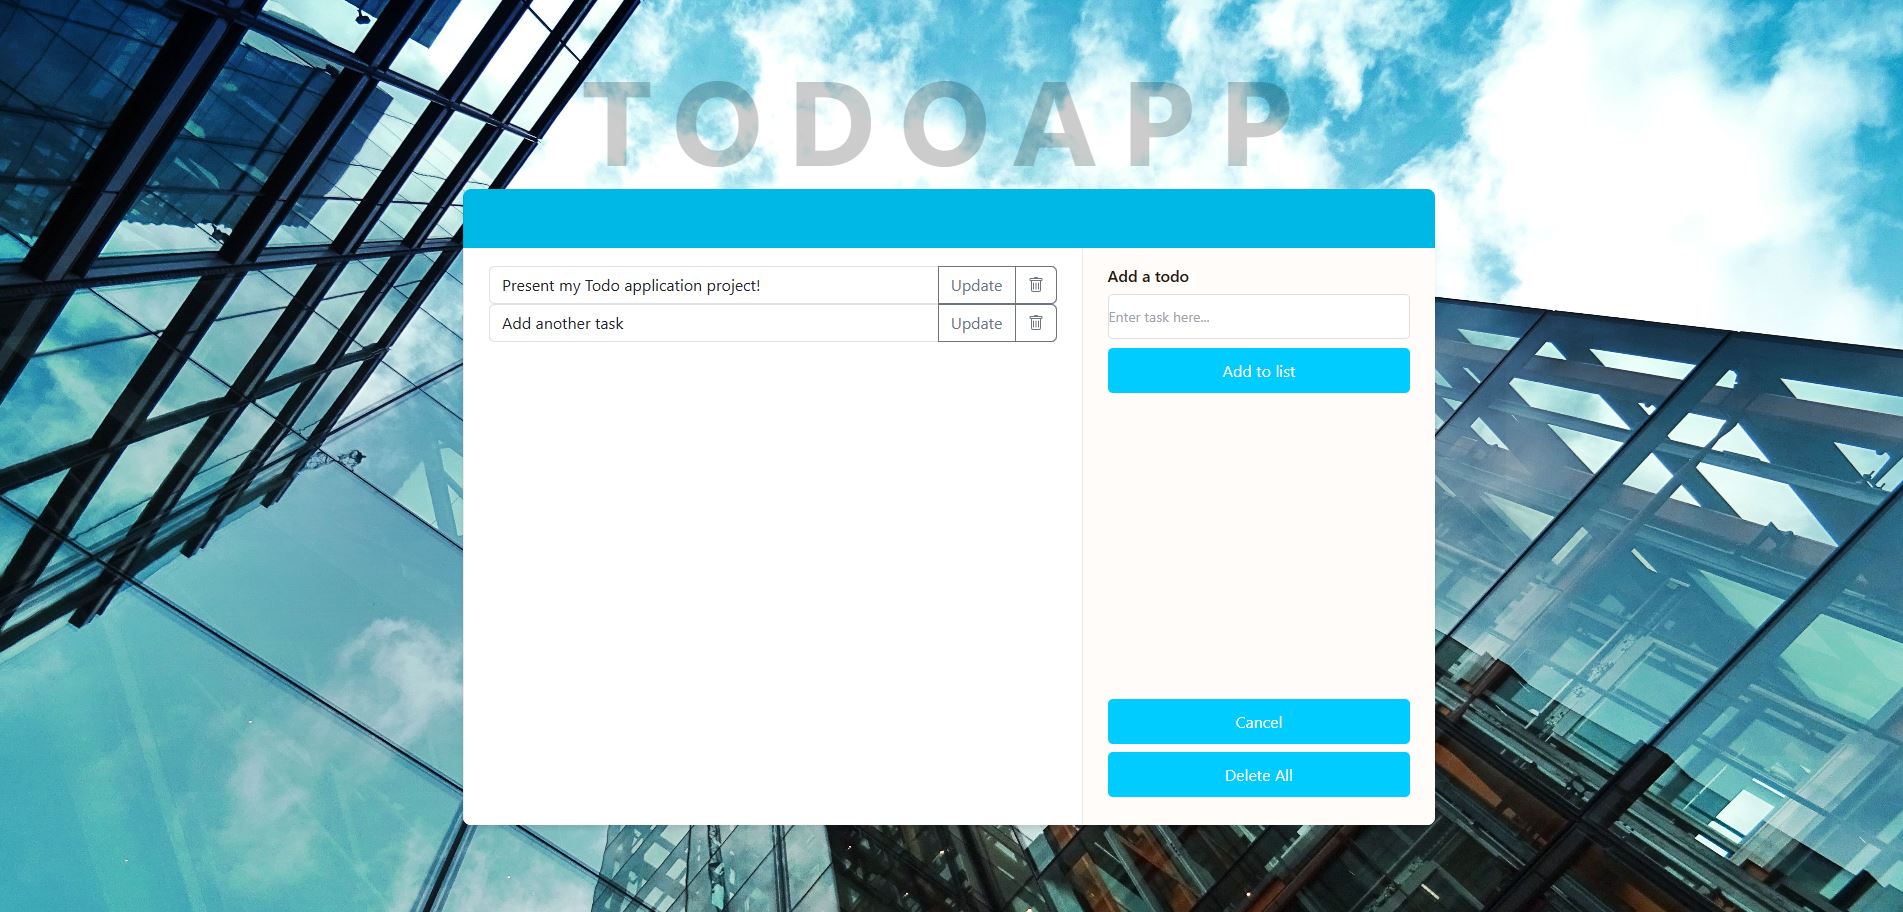 TODOAPP
Present my Todo application project! Update
Add another task Update
Add a todo
Enter task here...
Add to list
Cancel
Delete All